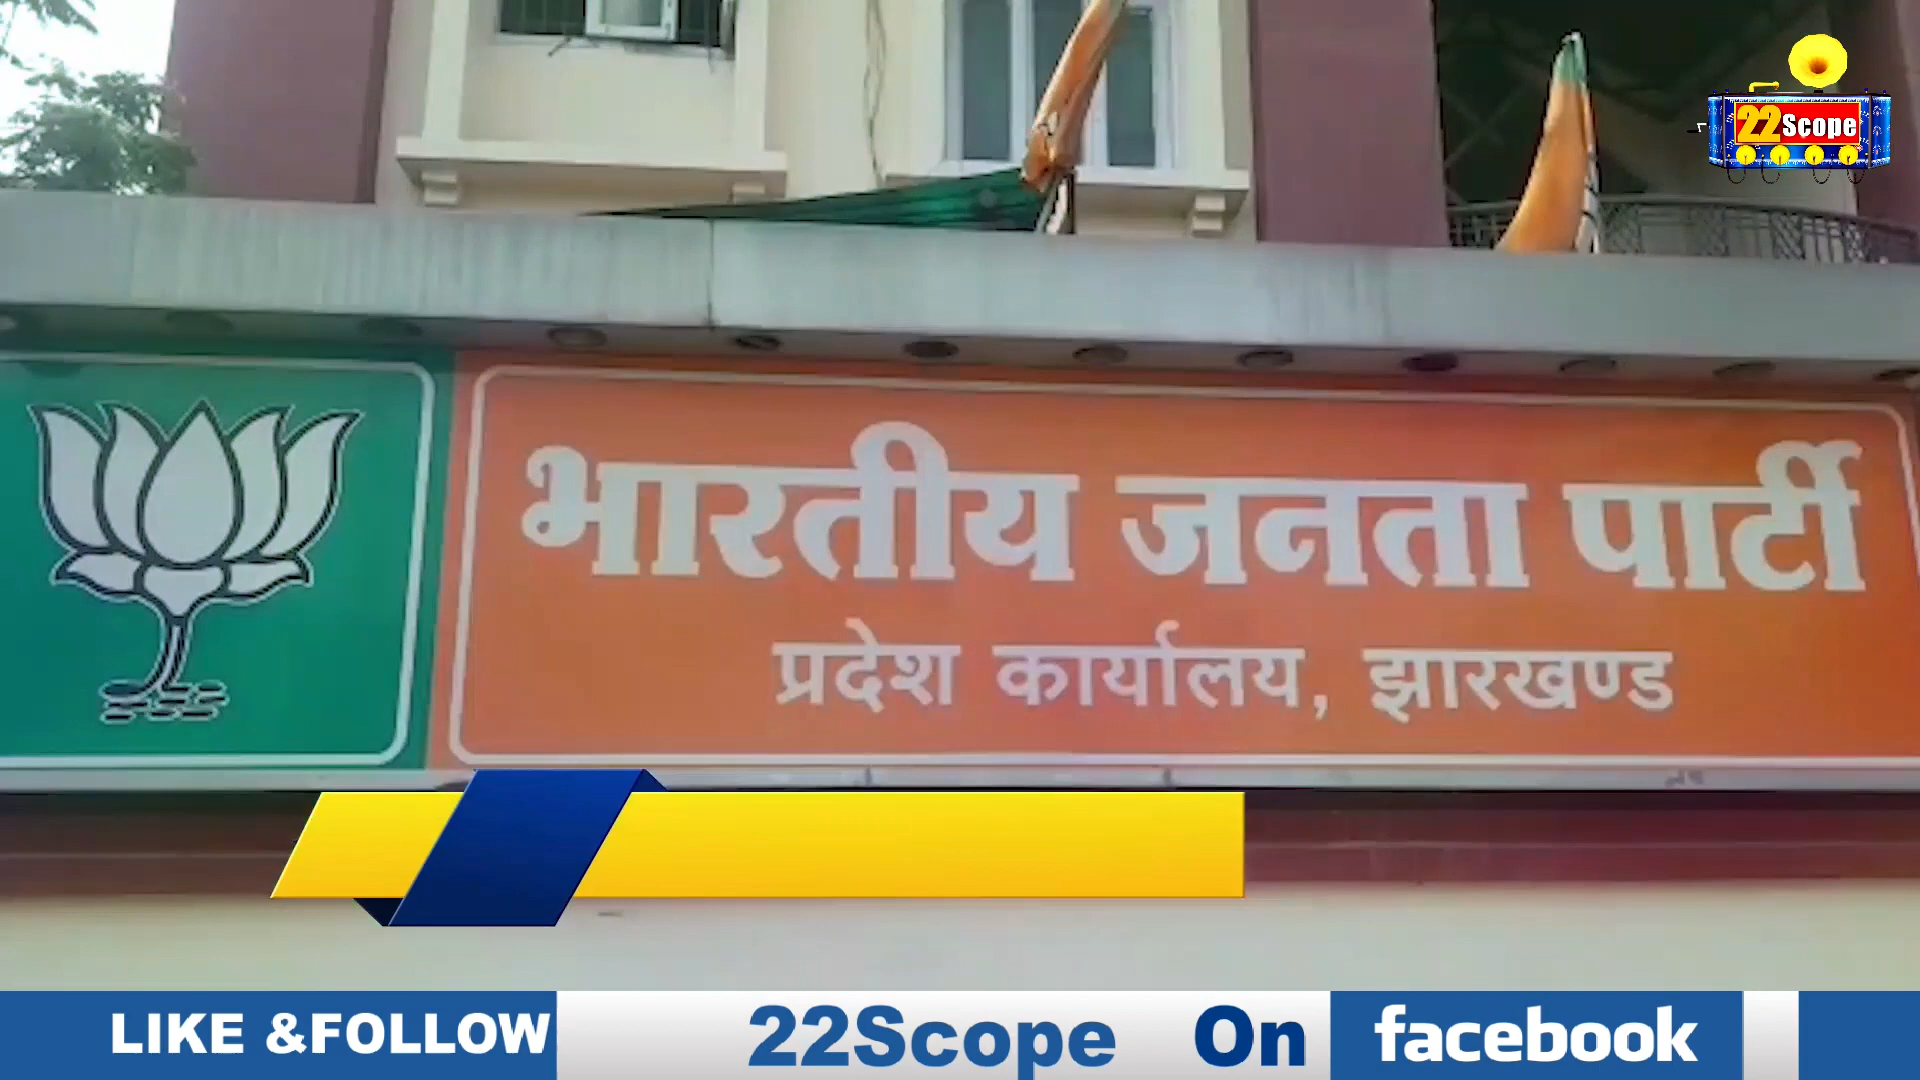 22Scope
भारतीय जनता पार्टी
प्रदेश कार्यालय, झारखण्ड
LIKE &FOLLOW 22Scope On facebook